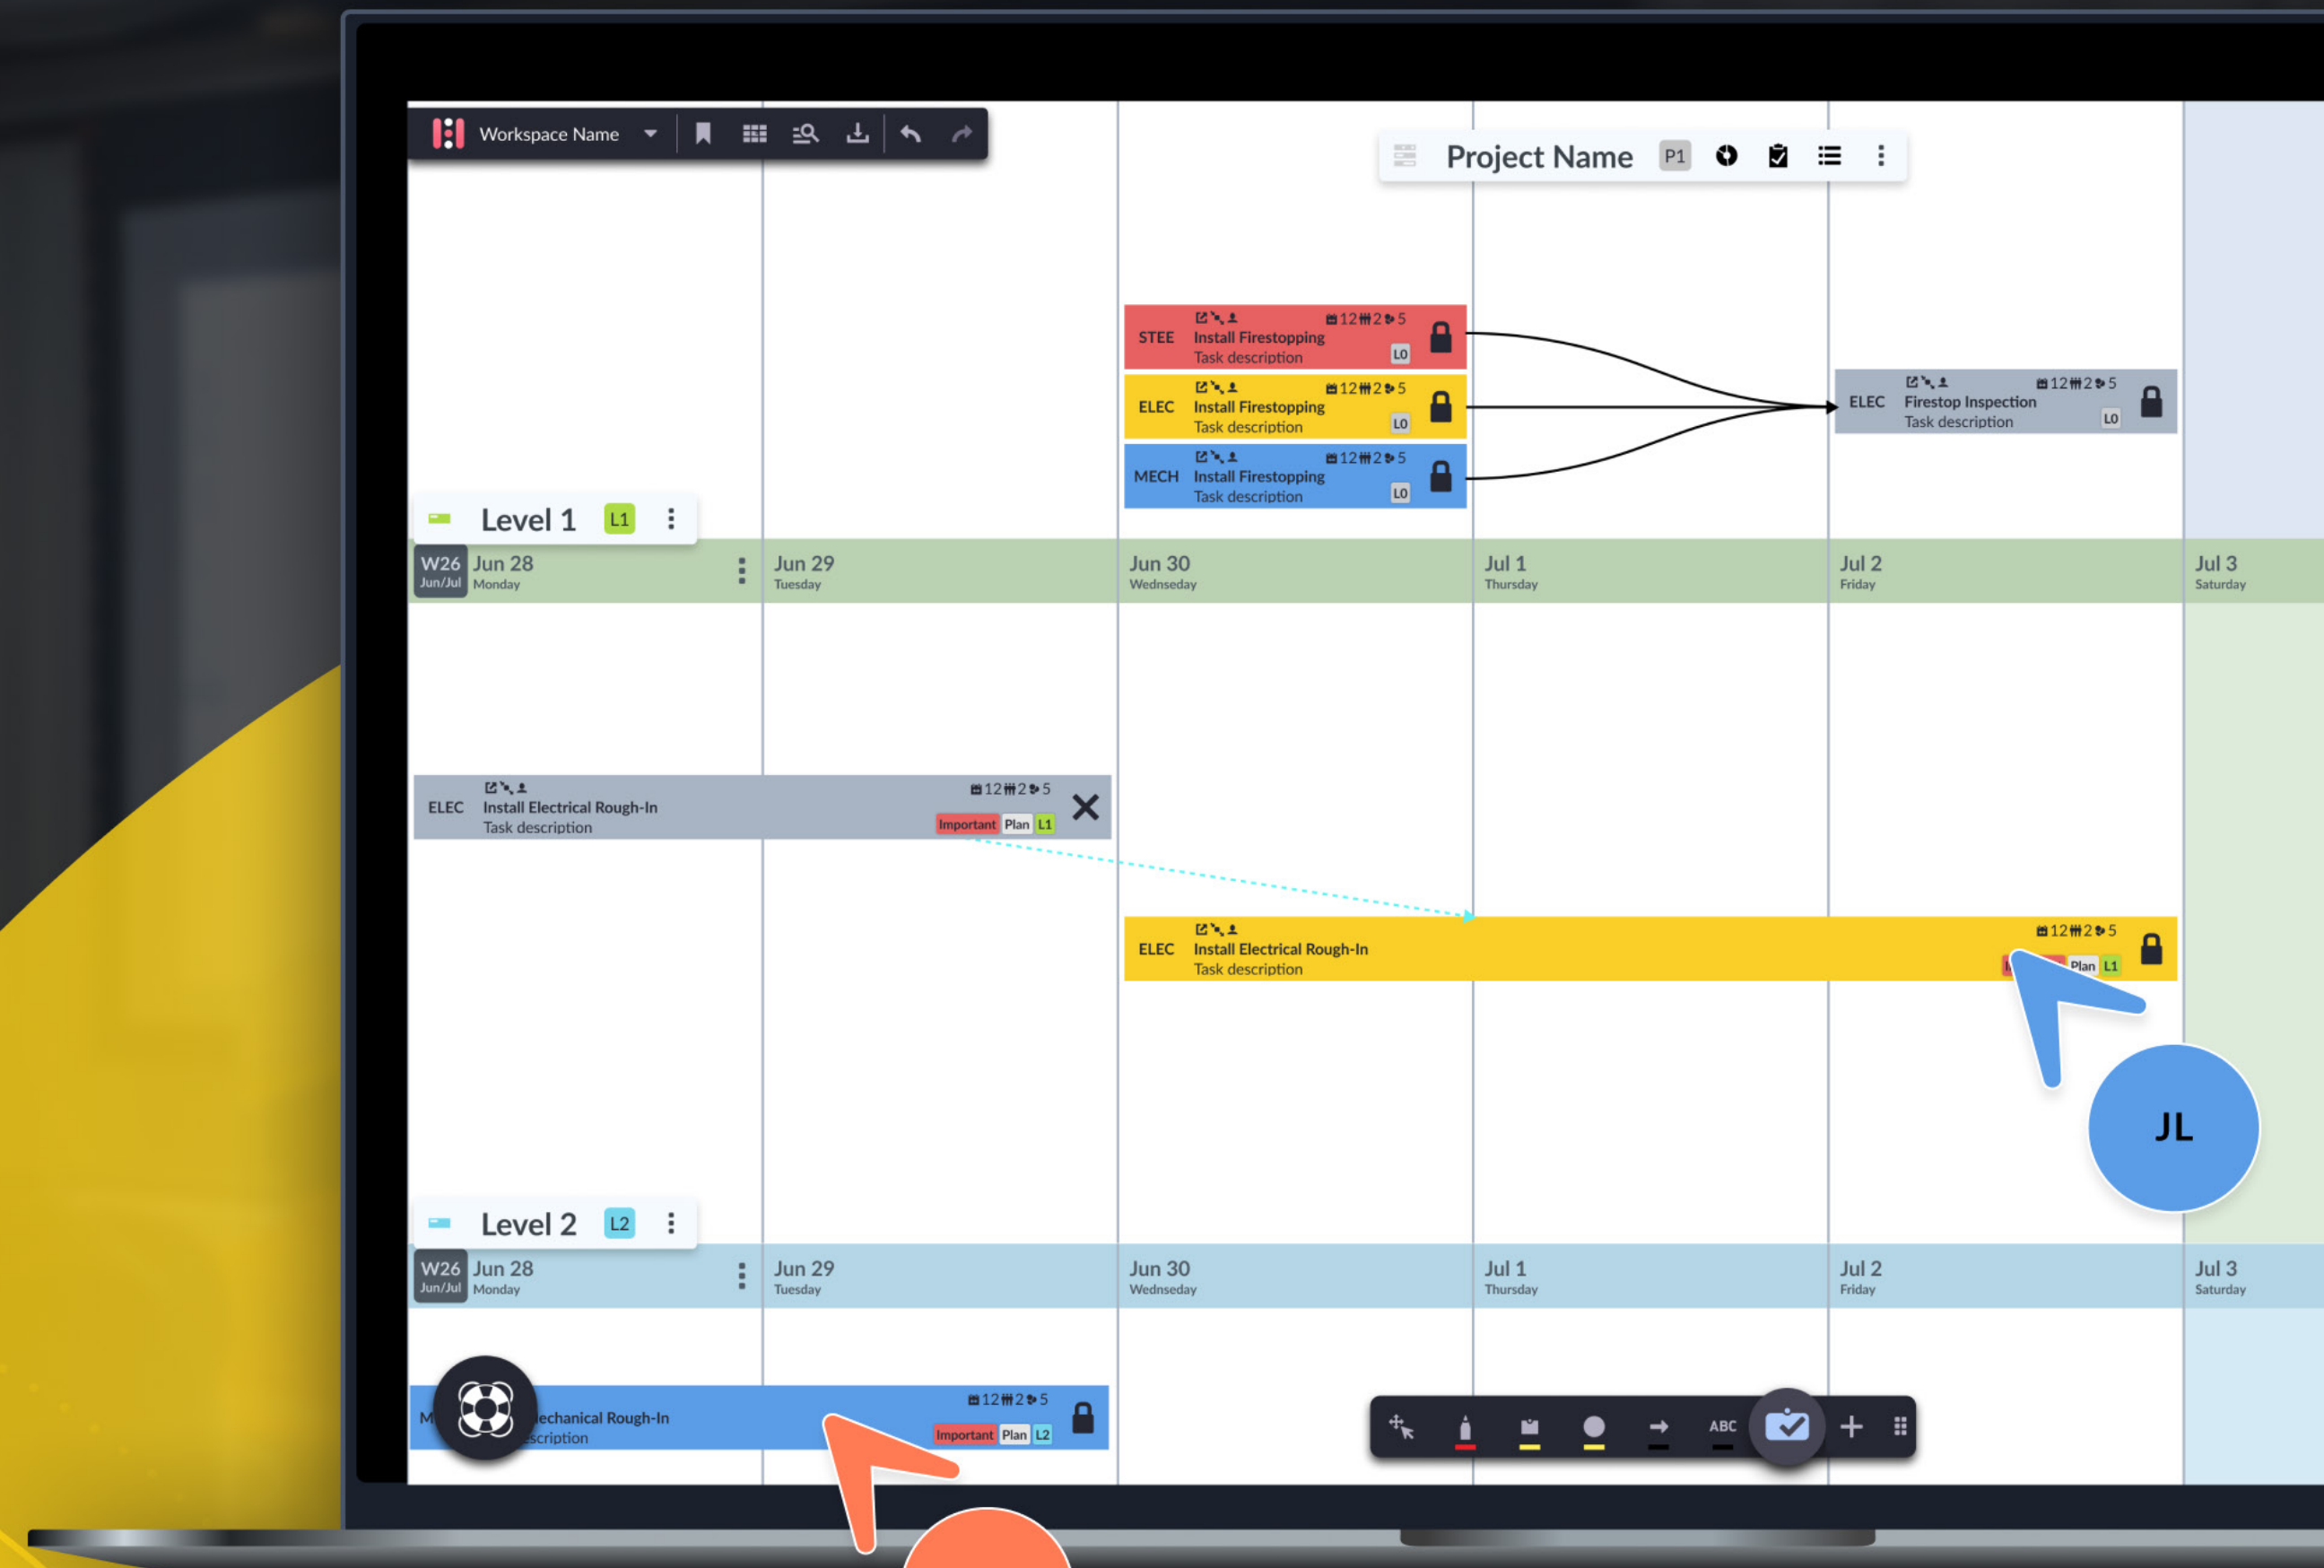 Workspace Name
Project Name P1
STEE Install Firestopping 12 2 5
Task description L0
ELEC Install Firestopping 12 2 5
Task description L0
MECH Install Firestopping 12 2 5
Task description L0
ELEC Firestop Inspection 12 2 5
Task description L0
Level 1 L1
W26 Jun 28 Jun 29 Jun 30 Jul 1 Jul 2 Jul 3
Jun/Jul Monday Tuesday Wednseday Thursday Friday Saturday
12 2 5
ELEC Install Electrical Rough-In
Task description Important Plan L1
12 2 5
ELEC Install Electrical Rough-In
Task description Plan L1
JL
Level 2 L2
W26 Jun 28 Jun 29 Jun 30 Jul 1 Jul 2 Jul 3
Jun/Jul Monday Tuesday Wednseday Thursday Friday Saturday
12 2 5
Rough-In
Important Plan L2
ABC